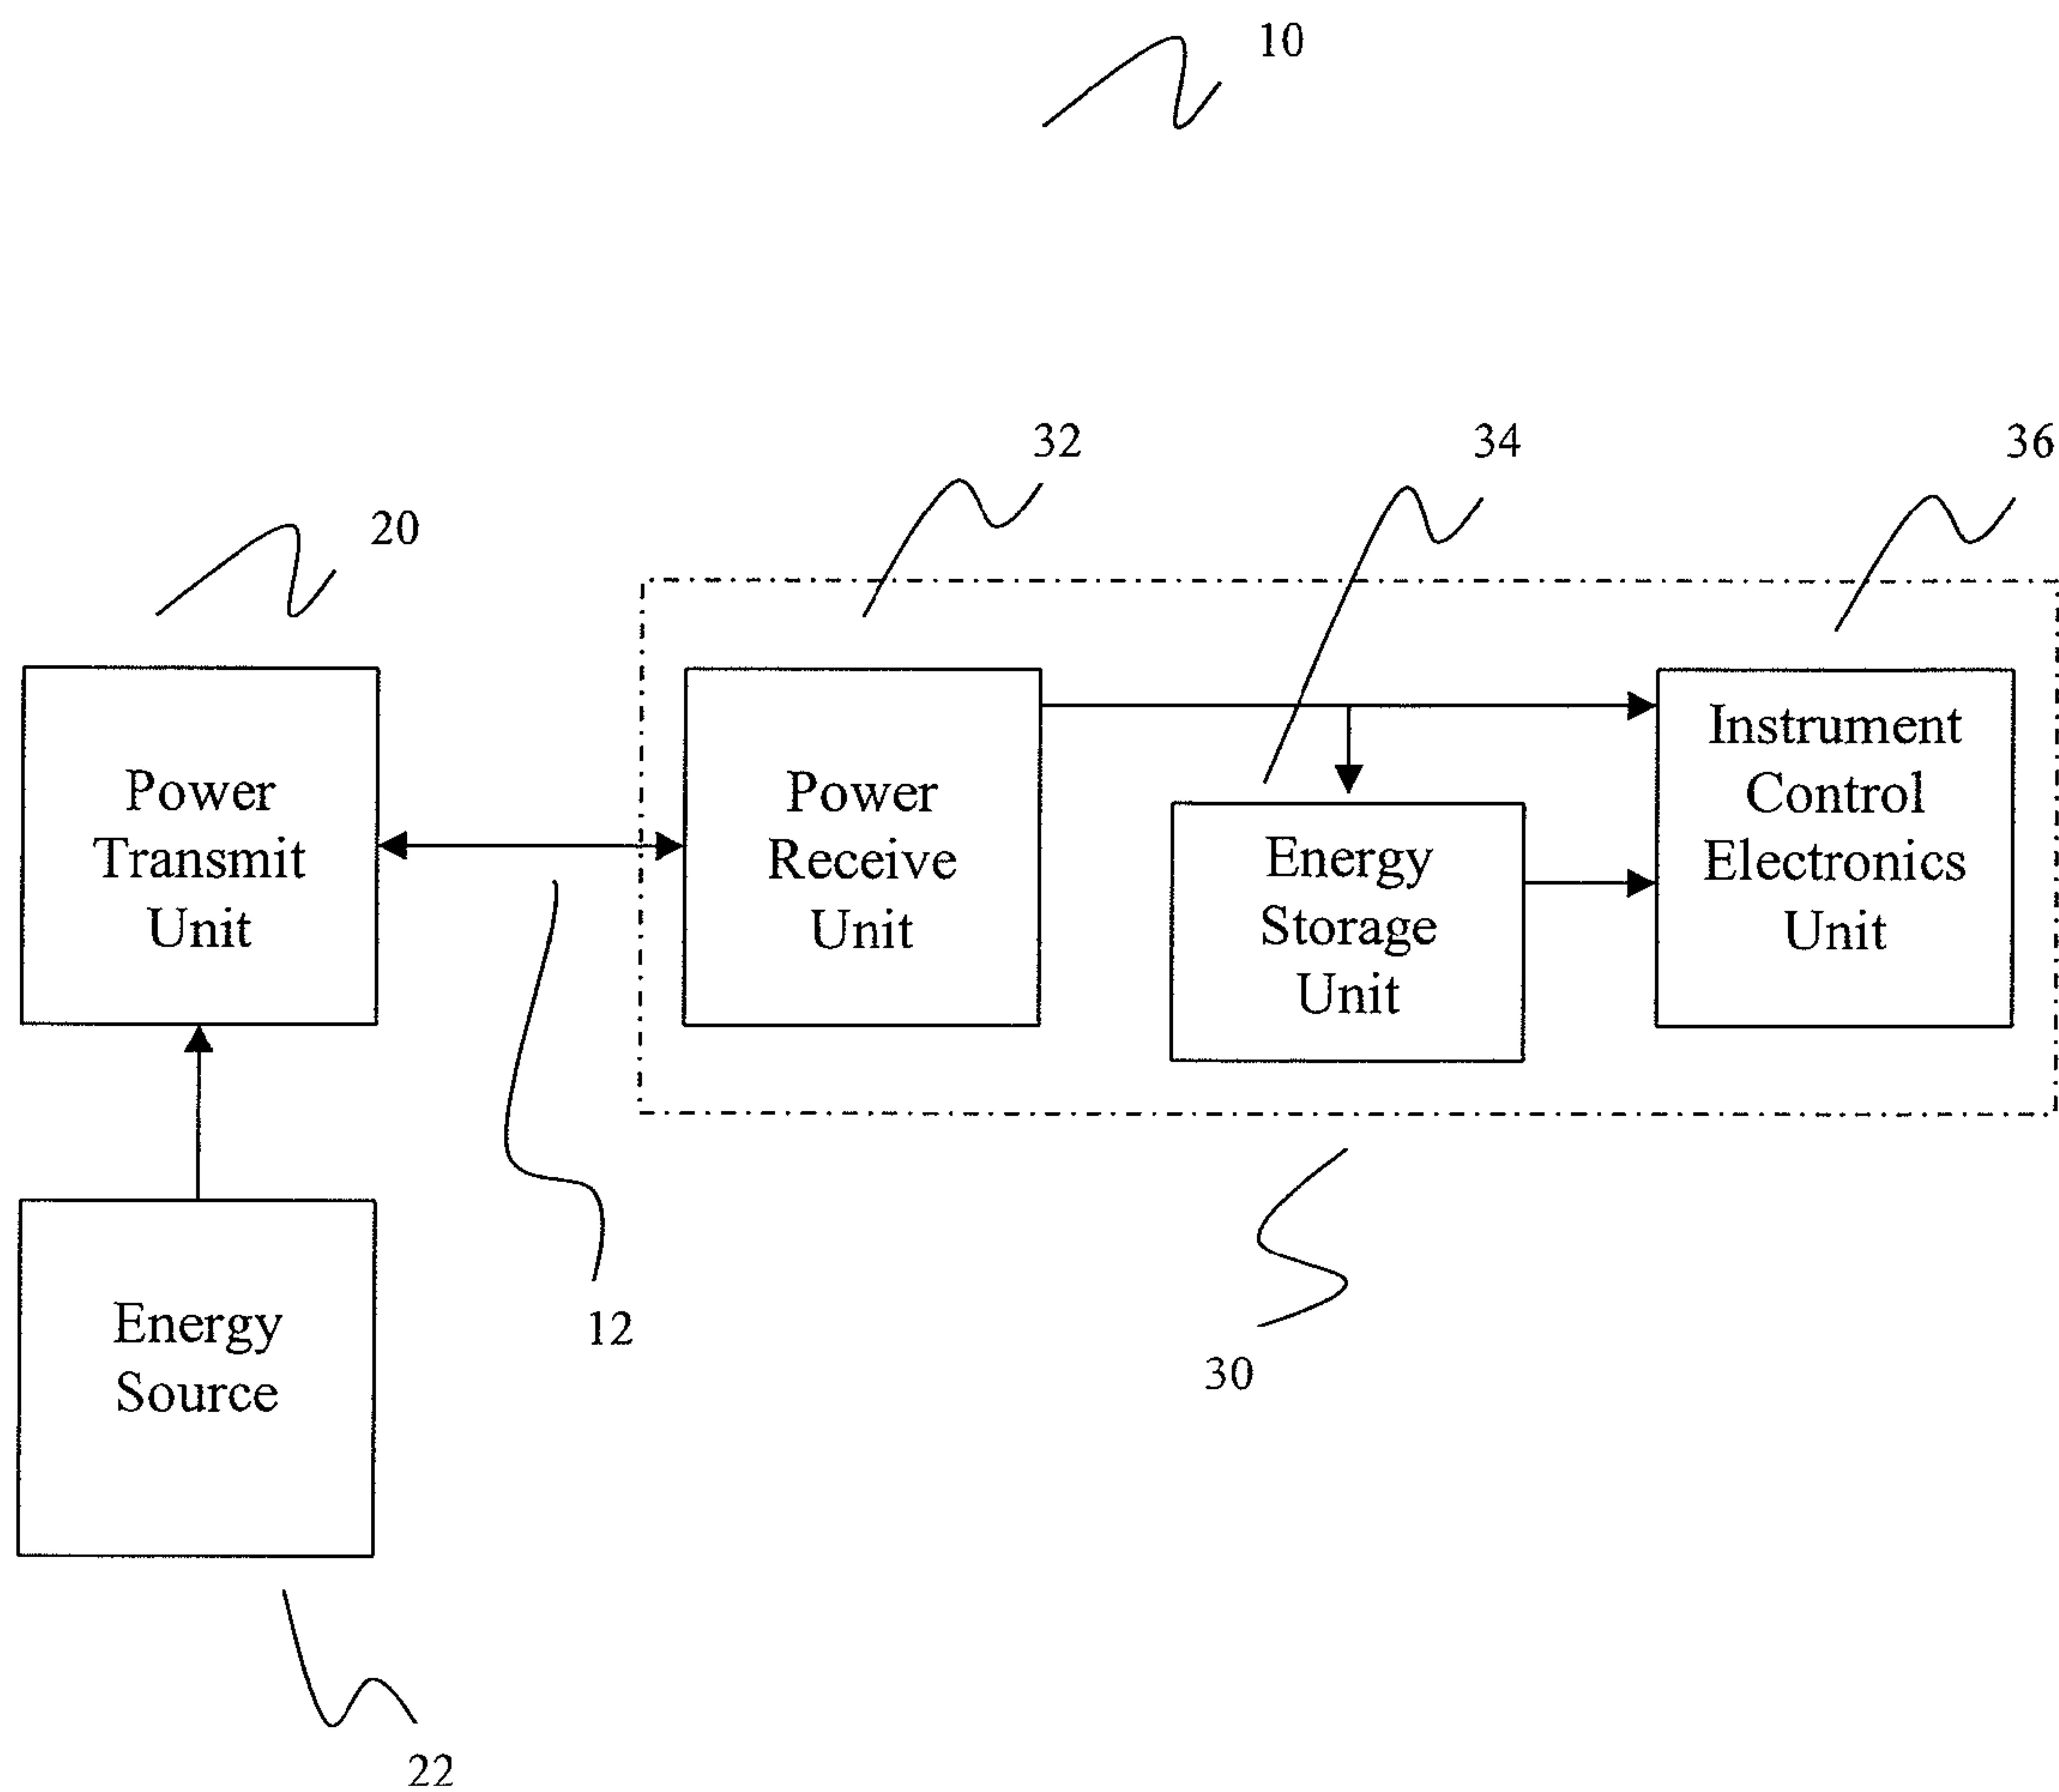 10
32
34
36
20
Power
Transmit
Unit
Power
Receive
Unit
Energy
Storage
Unit
Instrument
Control
Electronics
Unit
Energy
Source
12
30
22